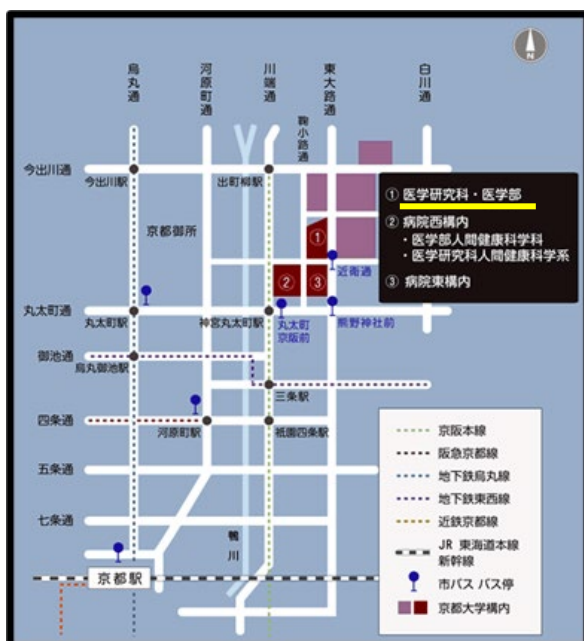 N
烏丸通
河原町通
川端通
鞠小路通
東大路通
白川通
今出川通
今出川駅
出町柳駅
① 医学研究科・医学部
② 病院西構内
・医学部人間健康科学科
・医学研究科人間健康科学系
③ 病院東構内
京都御所
①
近衛通
②
③
丸太町通
丸太町駅
神宮丸太町駅
丸太町
京阪前
熊野神社前
御池通
烏丸御池駅
三条駅
四条通
河原町駅
祇園四条駅
五条通
七条通
鴨川
京都駅
京阪本線
阪急京都線
地下鉄烏丸線
地下鉄東西線
近鉄京都線
JR 東海道本線
新幹線
市バス バス停
京都大学構内